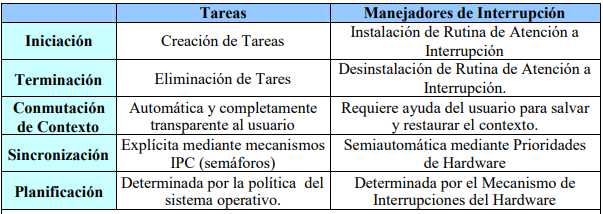 Tareas Manejadores de Interrupción
Iniciación Creación de Tareas Instalación de Rutina de Atención a
Interrupción
Terminación Eliminación de Tares Desinstalación de Rutina de Atención a
Interrupción.
Conmutación Automática y completamente Requiere ayuda del usuario para salvar
de Contexto transparente al usuario y restaurar el contexto.
Sincronización Explícita mediante mecanismos Semiautomática mediante Prioridades
IPC (semáforos) de Hardware
Planificación Determinada por la política del Determinada por el Mecanismo de
sistema operativo. Interrupciones del Hardware